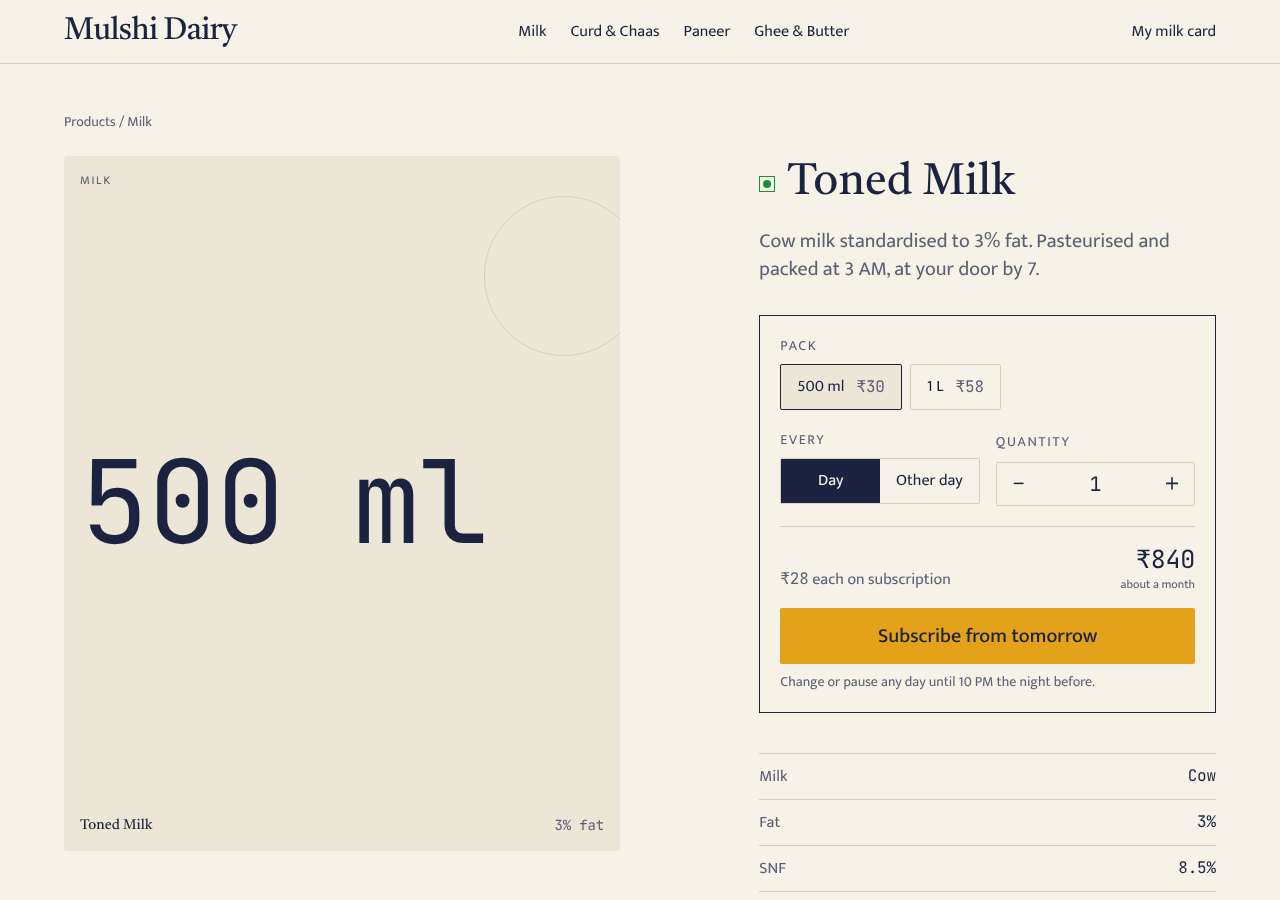 Mulshi Dairy
Milk
Curd & Chaas
Paneer
Ghee & Butter
My milk card
Products / Milk
MILK
500 ml
Toned Milk
3% fat
Toned Milk
Cow milk standardised to 3% fat. Pasteurised and
packed at 3 AM, at your door by 7.
PACK
500 ml ₹30
1 L ₹58
EVERY
Day
Other day
QUANTITY
− 1 +
₹28 each on subscription
₹840
about a month
Subscribe from tomorrow
Change or pause any day until 10 PM the night before.
Milk Cow
Fat 3%
SNF 8.5%